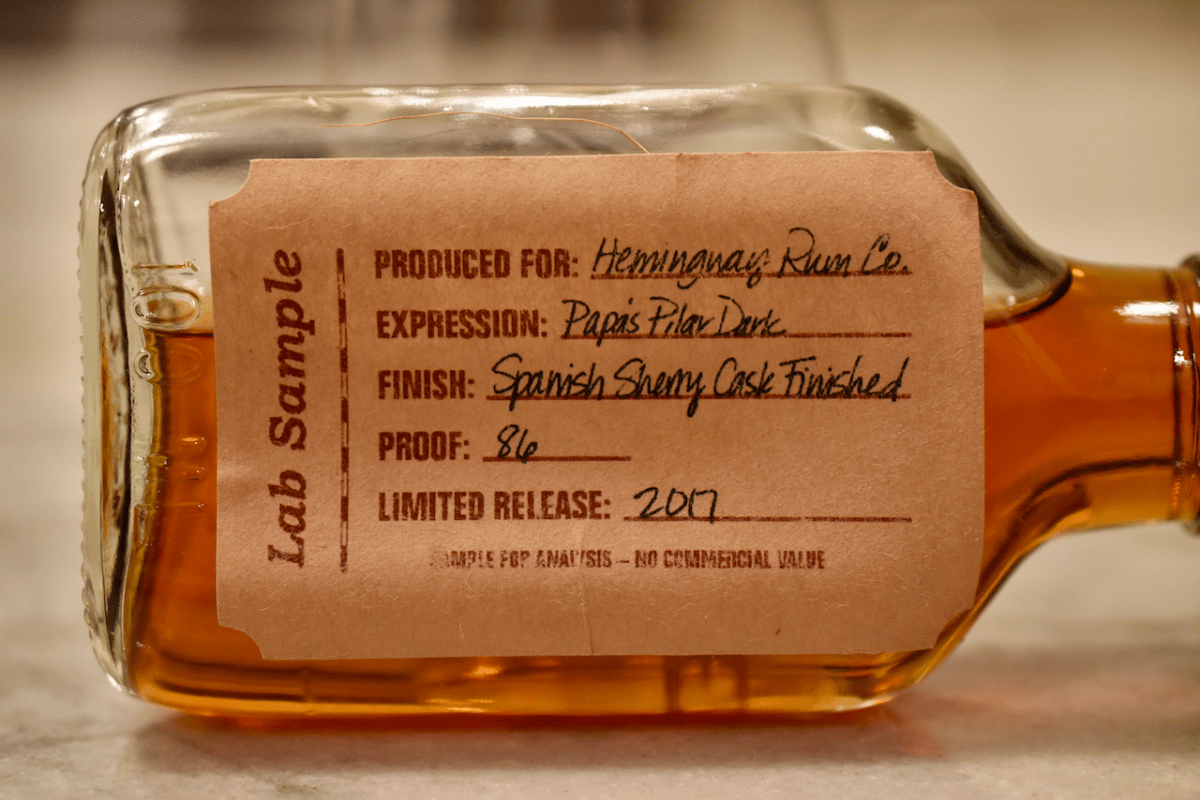 Lab Sample
PRODUCED FOR: Hemingway Rum Co.
EXPRESSION: Papa's Pilar Dark
FINISH: Spanish Sherry Cask Finished
PROOF: 86
LIMITED RELEASE: 2017
SAMPLE FOR ANALYSIS – NO COMMERCIAL VALUE